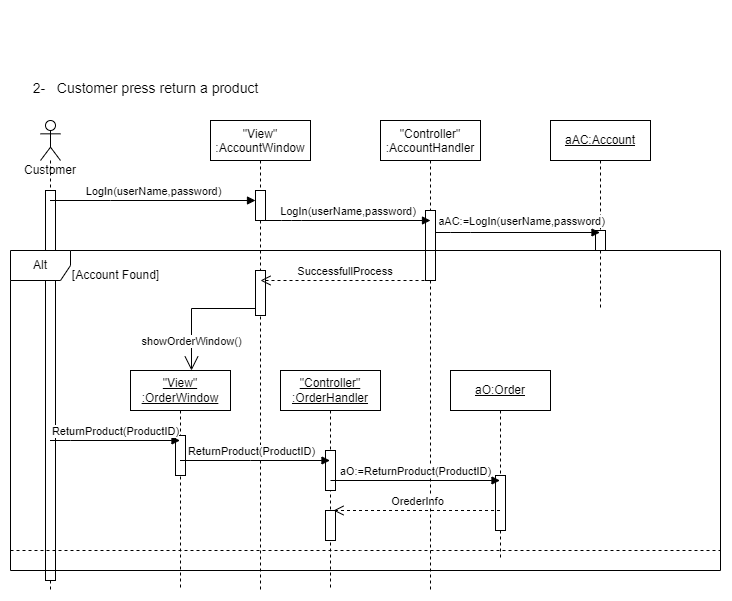 2- Customer press return a product
"View"
:AccountWindow
"Controller"
:AccountHandler
aAC:Account
Customer
LogIn(userName,password)
LogIn(userName,password)
aAC:=LogIn(userName,password)
Alt
[Account Found]
SuccessfullProcess
showOrderWindow()
"View"
:OrderWindow
"Controller"
:OrderHandler
aO:Order
ReturnProduct(ProductID)
ReturnProduct(ProductID)
aO:=ReturnProduct(ProductID)
OrederInfo